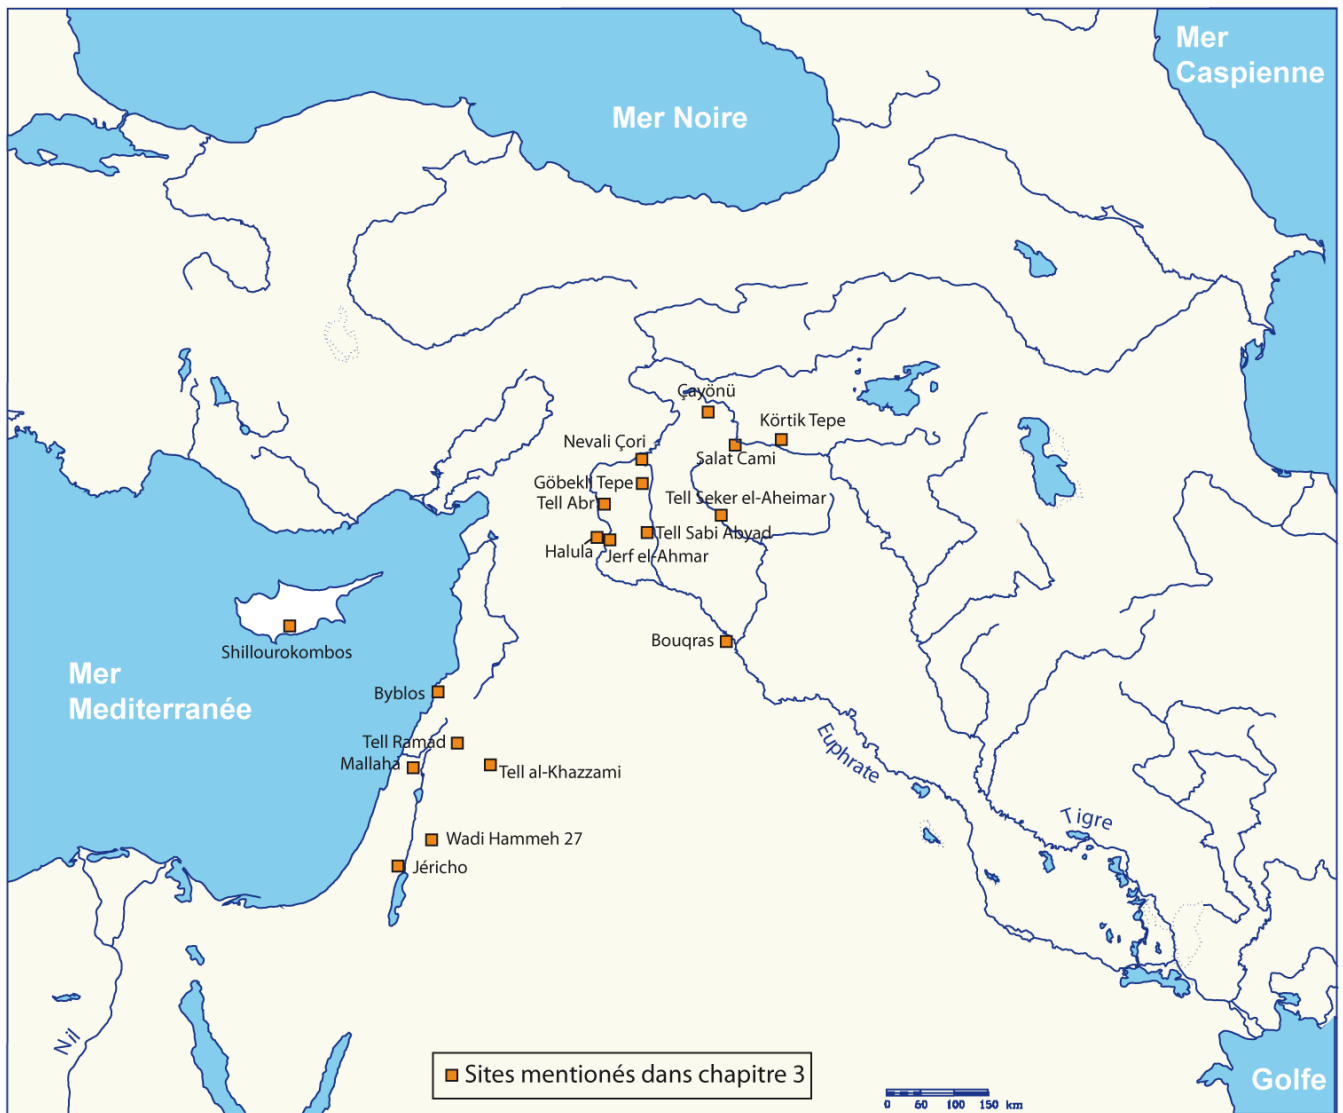 Mer
Caspienne
Mer Noire
Çayönü
Körtik Tepe
Nevali Çori
Salat Cami
Göbekli Tepe
Tell Seker el-Aheimar
Tell Abr
Tell Sabi Abyad
Halula
Jerf el-Ahmar
Shillourokombos
Bouqras
Mer
Mediterranée
Byblos
Tell Ramad
Mallaha
Tell al-Khazzami
Euphrate
Tigre
Wadi Hammeh 27
Jéricho
Nil
Sites mentionés dans chapitre 3
Golfe
0 50 100 150 km